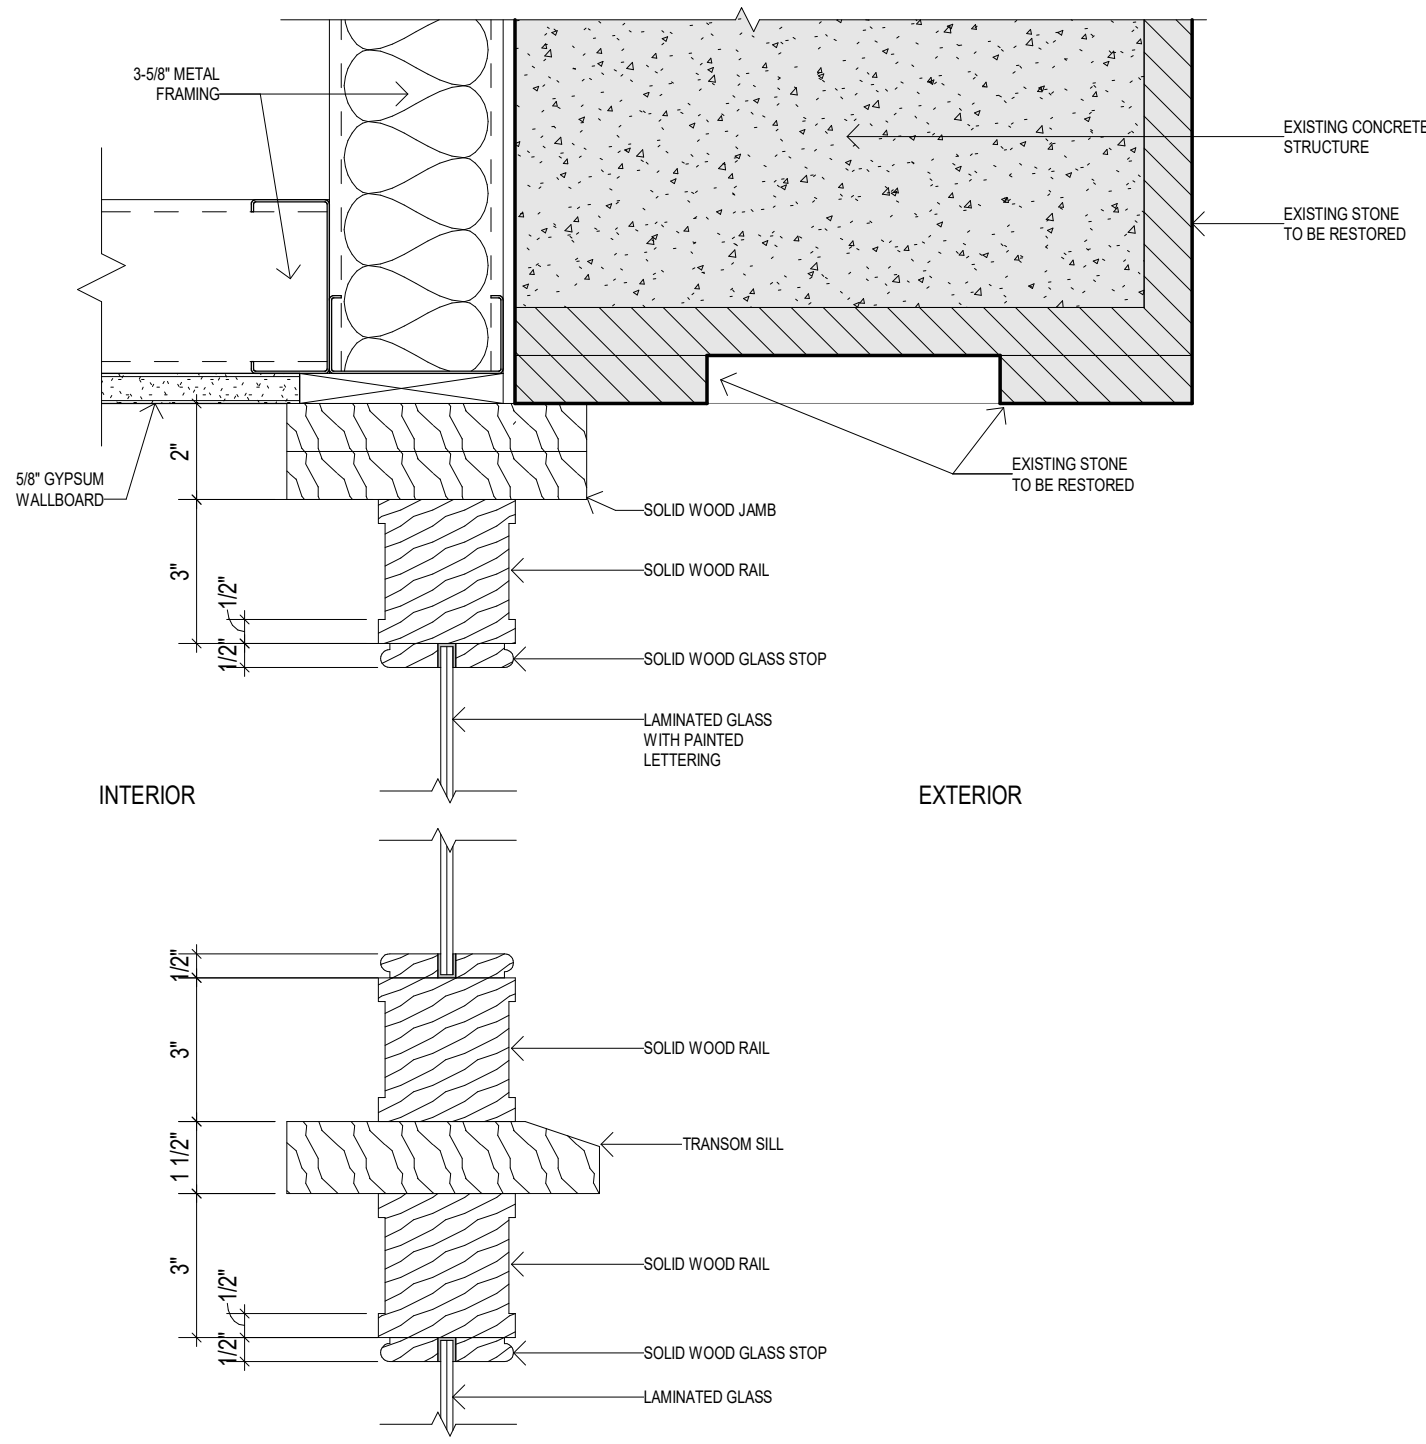 3-5/8" METAL
FRAMING
EXISTING CONCRETE
STRUCTURE
EXISTING STONE
TO BE RESTORED
2"
5/8" GYPSUM
WALLBOARD
EXISTING STONE
TO BE RESTORED
SOLID WOOD JAMB
3"
SOLID WOOD RAIL
1/2"
1/2"
SOLID WOOD GLASS STOP
LAMINATED GLASS
WITH PAINTED
LETTERING
INTERIOR
EXTERIOR
1/2"
3"
SOLID WOOD RAIL
1 1/2"
TRANSOM SILL
3"
SOLID WOOD RAIL
1/2"
1/2"
SOLID WOOD GLASS STOP
LAMINATED GLASS